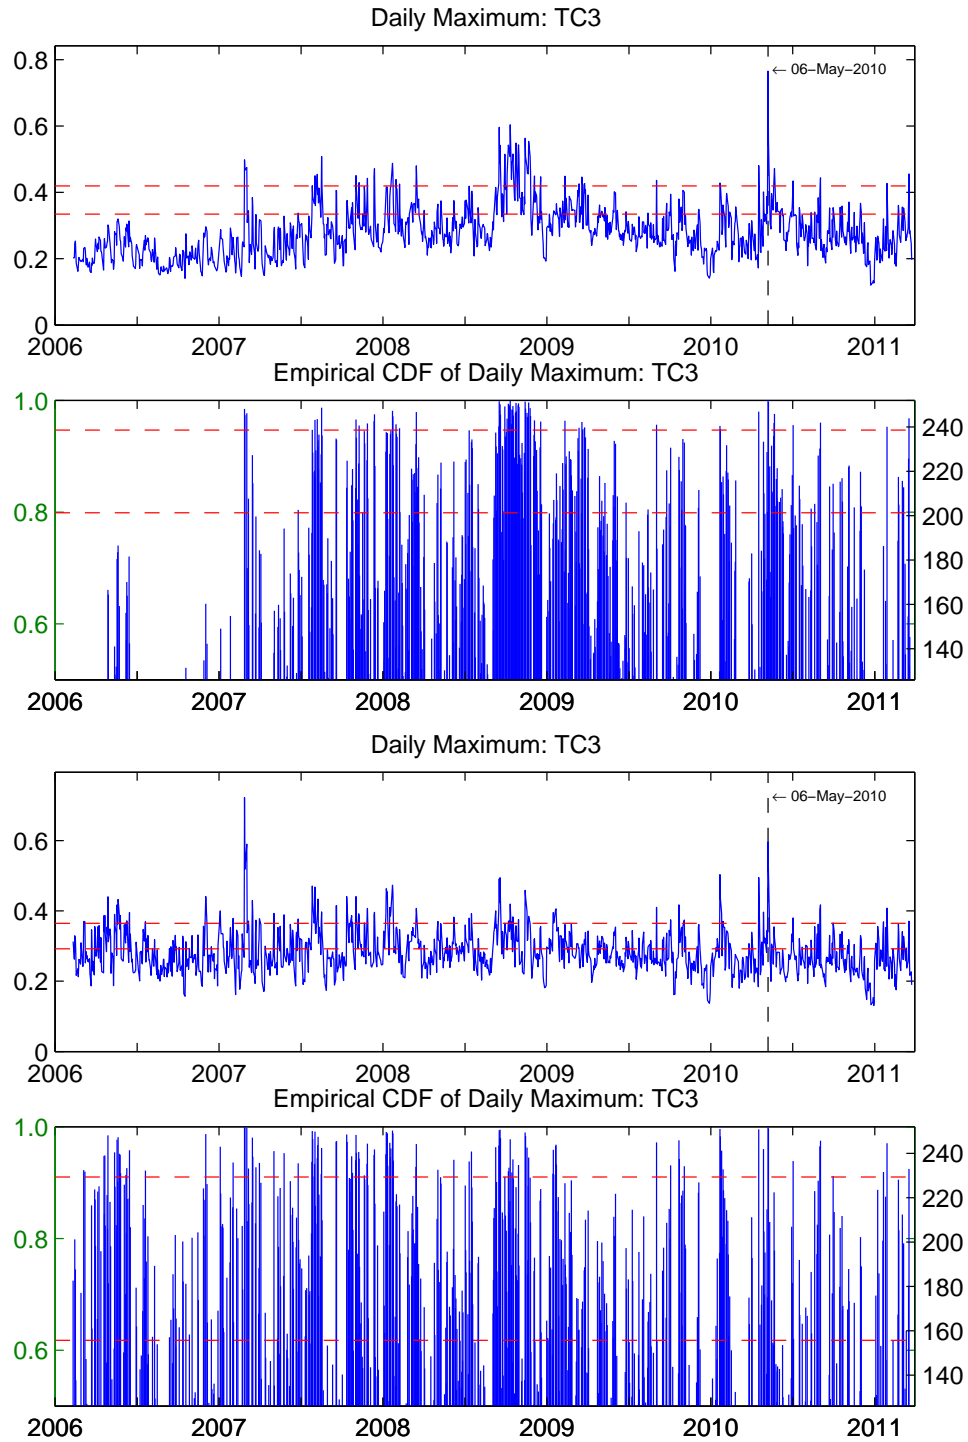 Daily Maximum: TC3
0.8
← 06−May−2010
0.6
0.4
0.2
0
2006 2007 2008 2009 2010 2011
Empirical CDF of Daily Maximum: TC3
1.0
240
220
0.8 200
180
160
0.6
140
2006 2007 2008 2009 2010 2011
Daily Maximum: TC3
← 06−May−2010
0.6
0.4
0.2
0
2006 2007 2008 2009 2010 2011
Empirical CDF of Daily Maximum: TC3
1.0
240
220
0.8 200
180
160
0.6
140
2006 2007 2008 2009 2010 2011